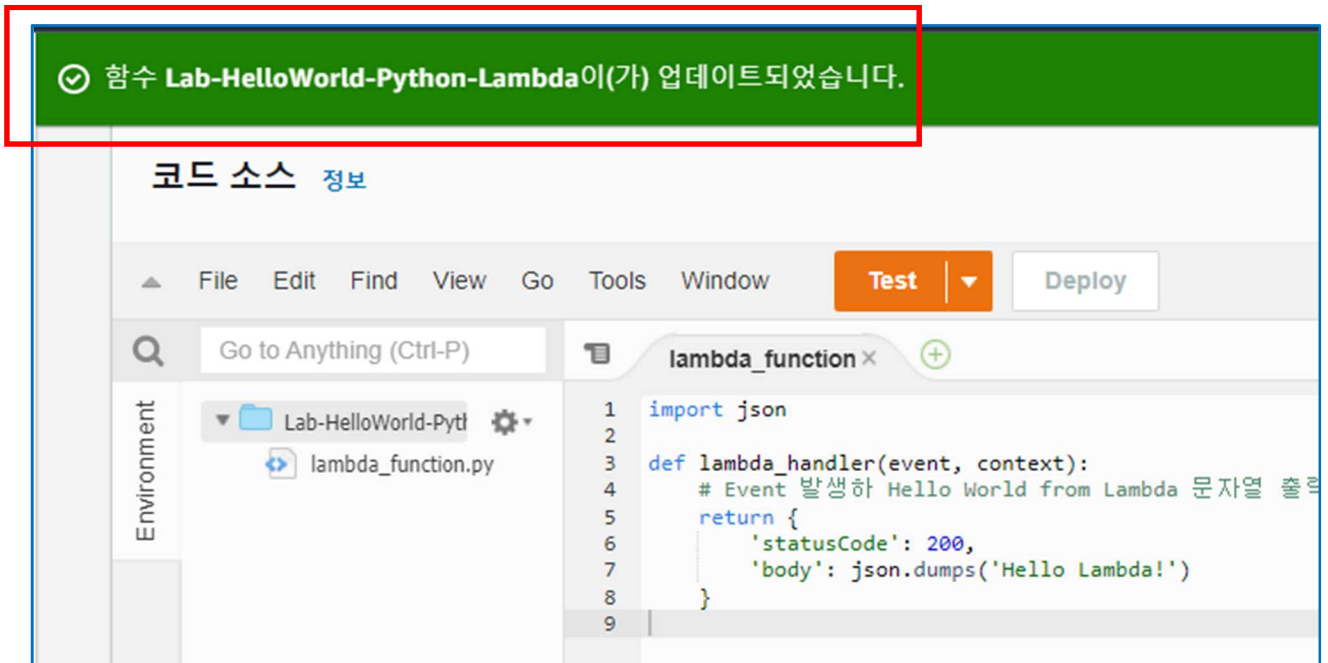 함수 Lab-HelloWorld-Python-Lambda이(가) 업데이트되었습니다.
코드 소스 정보
File Edit Find View Go Tools Window Test Deploy
Go to Anything (Ctrl-P)
lambda_function
Environment
Lab-HelloWorld-Pyth
lambda_function.py
1 import json
2
3 def lambda_handler(event, context):
4 # Event 발생하 Hello World from Lambda 문자열 출력
5 return {
6 'statusCode': 200,
7 'body': json.dumps('Hello Lambda!')
8 }
9